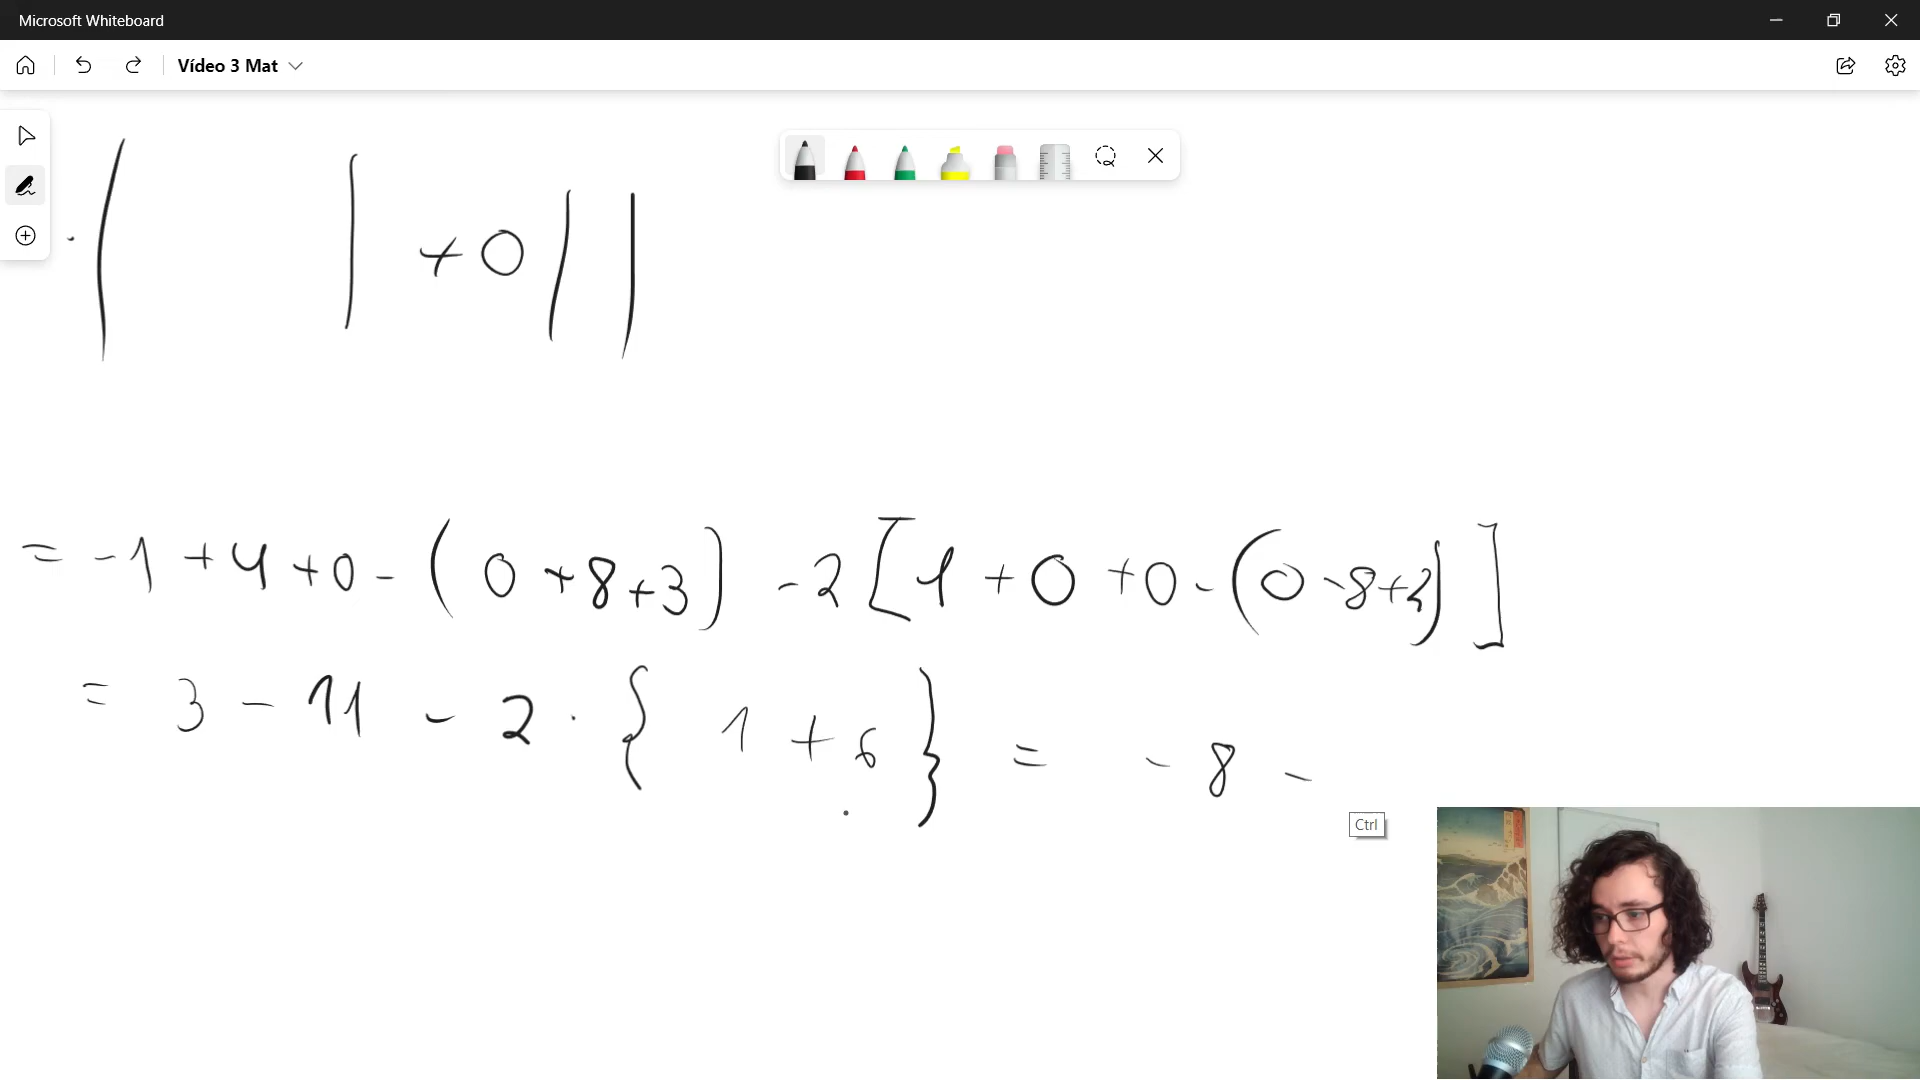 Microsoft Whiteboard
Vídeo 3 Mat
· | | + 0 | |
= -1 + 4 + 0 - ( 0 + 8 + 3 ) - 2 [ 1 + 0 + 0 - ( 0 - 8 + 2 ) ]
= 3 - 11 - 2 · { 1 + 6 } = - 8 -
Ctrl